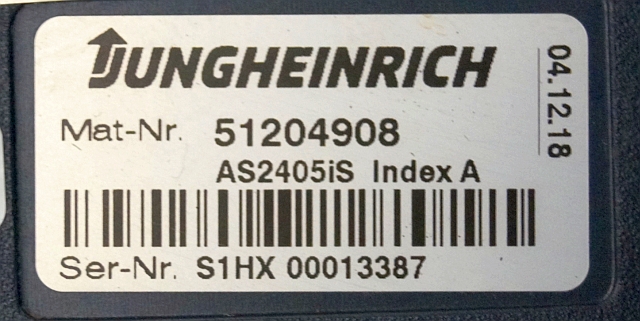 JUNGHEINRICH
Mat-Nr. 51204908
AS2405iS Index A
Ser-Nr. S1HX 00013387
04.12.18